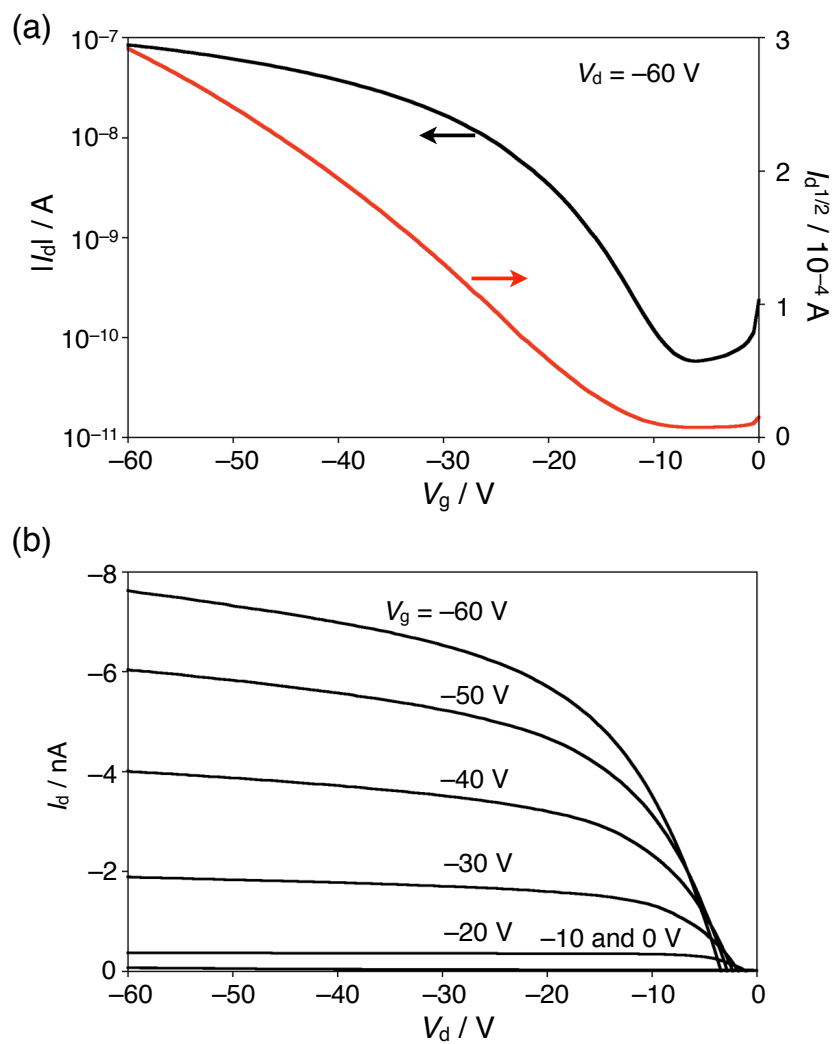 (a)
10⁻⁷
10⁻⁸
10⁻⁹
10⁻¹⁰
10⁻¹¹
|I_d| / A
V_d = –60 V
3
2
1
0
I_d^{1/2} / 10⁻⁴ A
–60 –50 –40 –30 –20 –10 0
V_g / V
(b)
–8
–6
–4
–2
0
I_d / nA
V_g = –60 V
–50 V
–40 V
–30 V
–20 V
–10 and 0 V
–60 –50 –40 –30 –20 –10 0
V_d / V